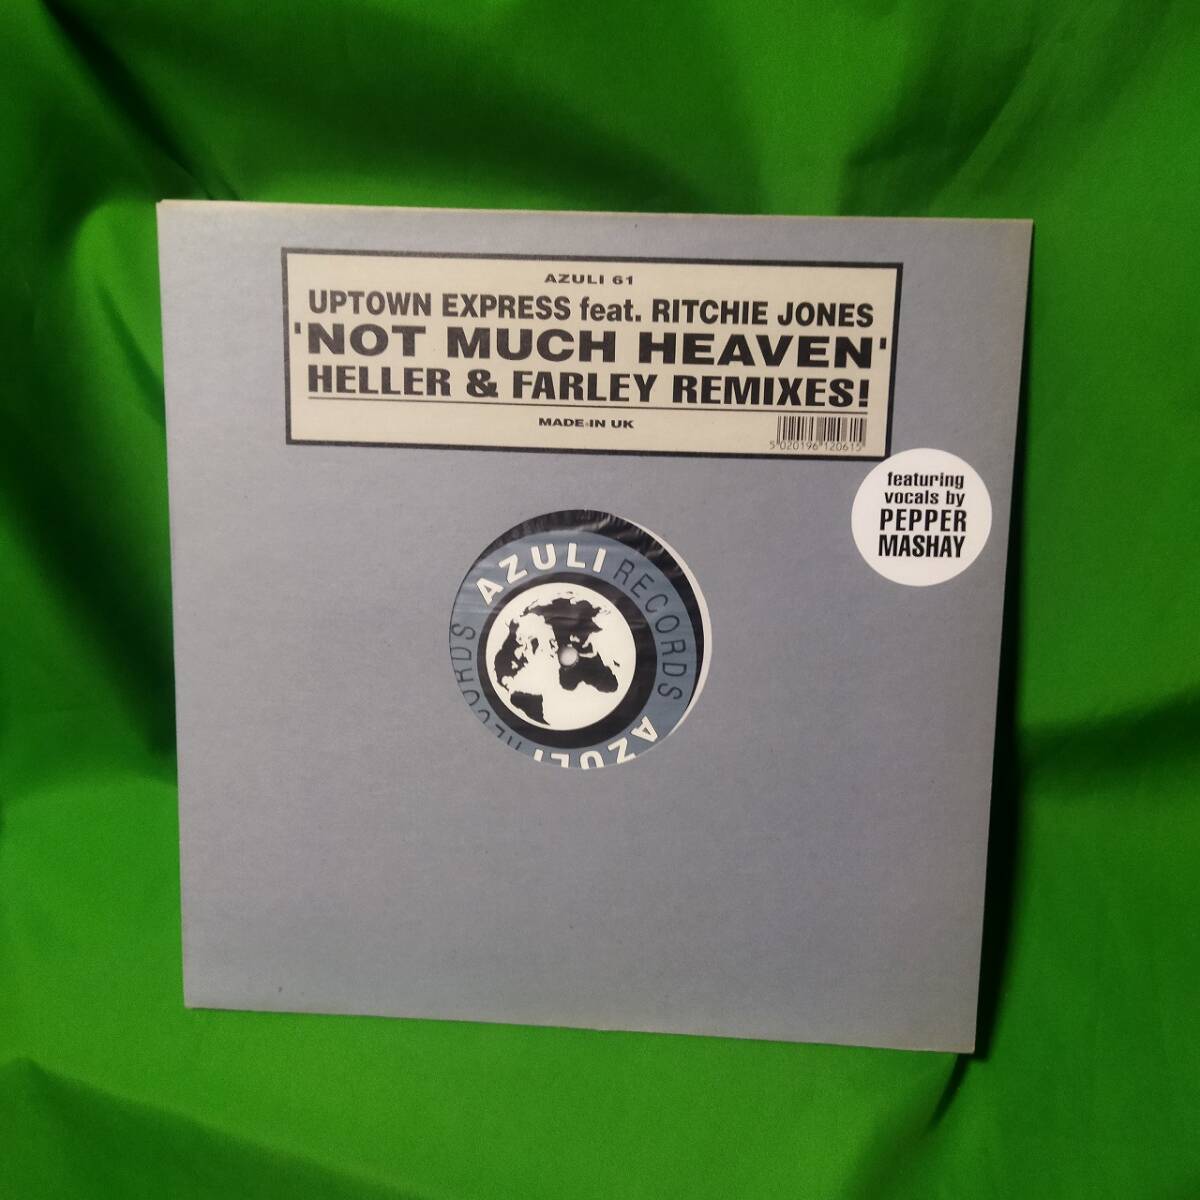 AZULI 61
UPTOWN EXPRESS feat. RITCHIE JONES
'NOT MUCH HEAVEN'
HELLER & FARLEY REMIXES!
MADE IN UK
5 020196 120615
featuring
vocals by
PEPPER
MASHAY
AZULI RECORDS
AZULI RECORDS